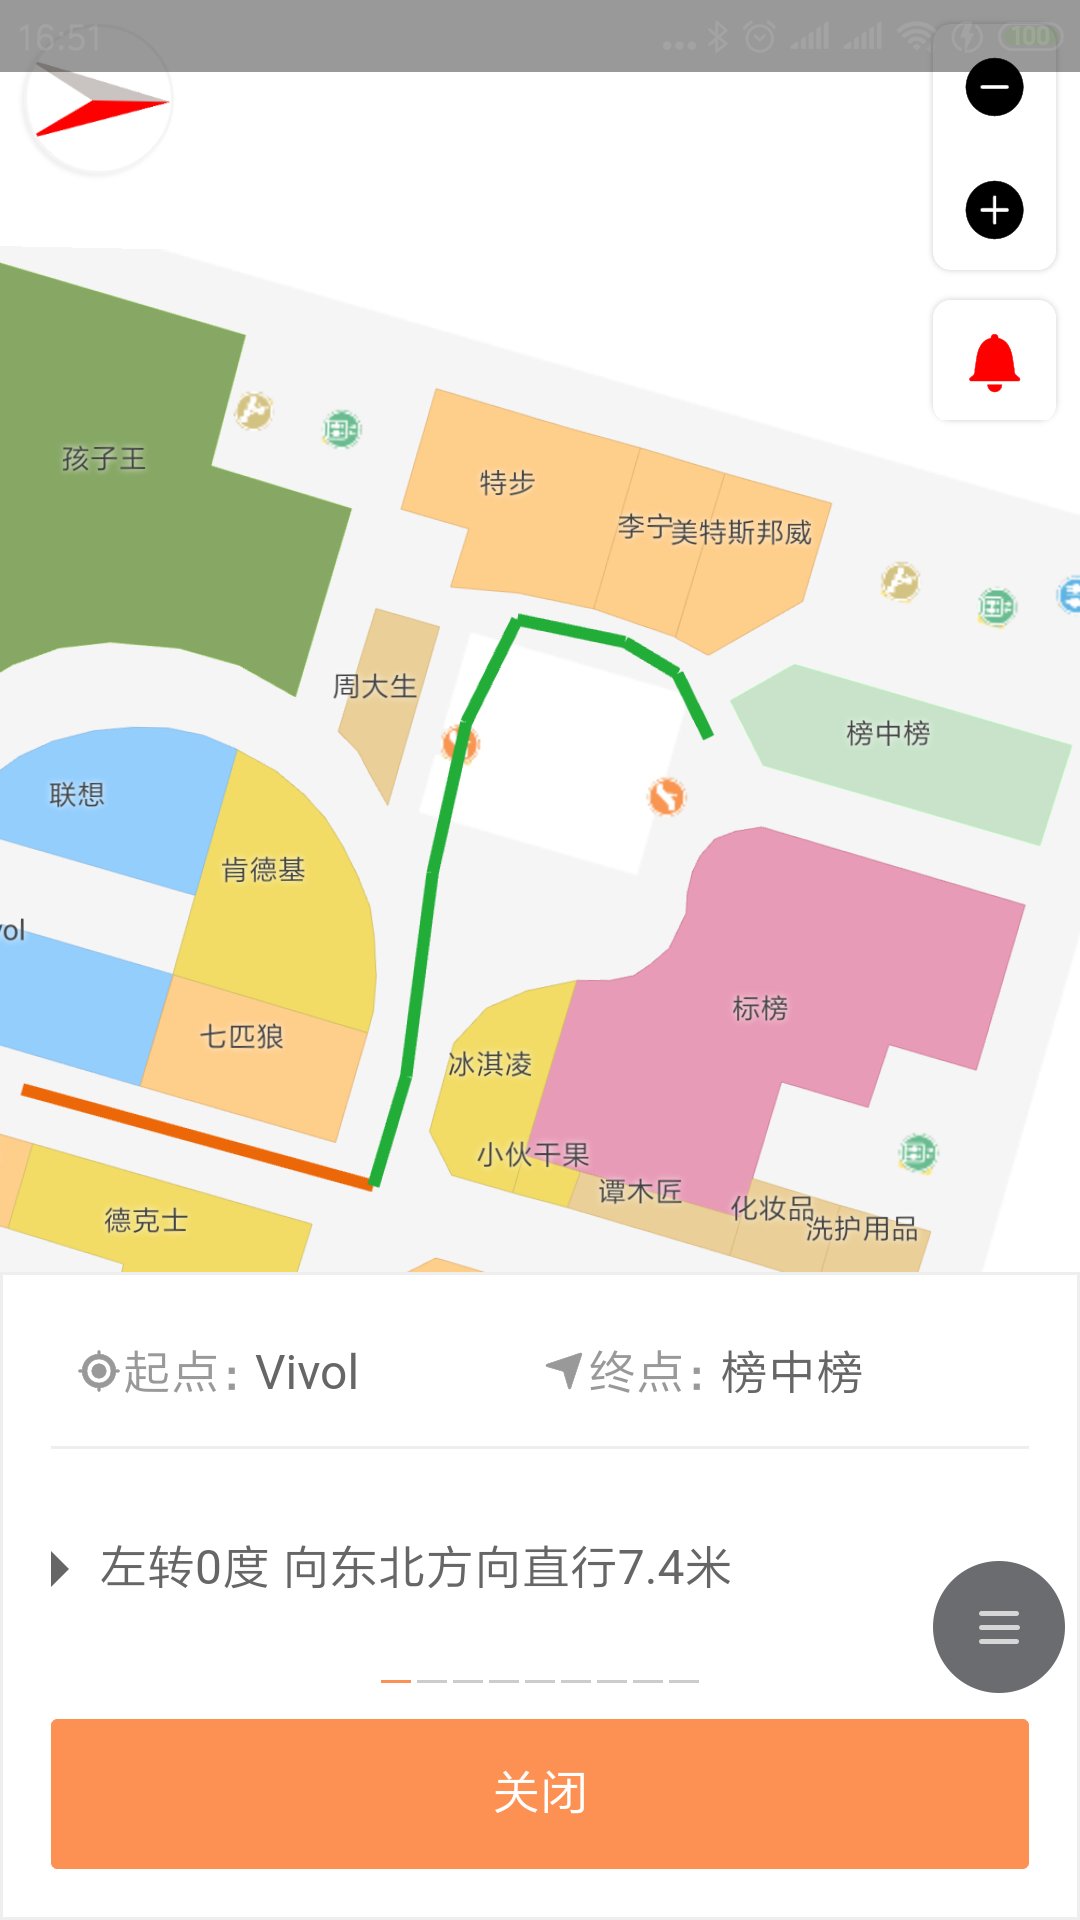 16:51
100
孩子王
特步
李宁
美特斯邦威
周大生
榜中榜
联想
肯德基
vol
标榜
七匹狼
冰淇凌
小伙干果
谭木匠
化妆品
洗护用品
德克士
起点: Vivol
终点: 榜中榜
左转0度 向东北方向直行7.4米
关闭